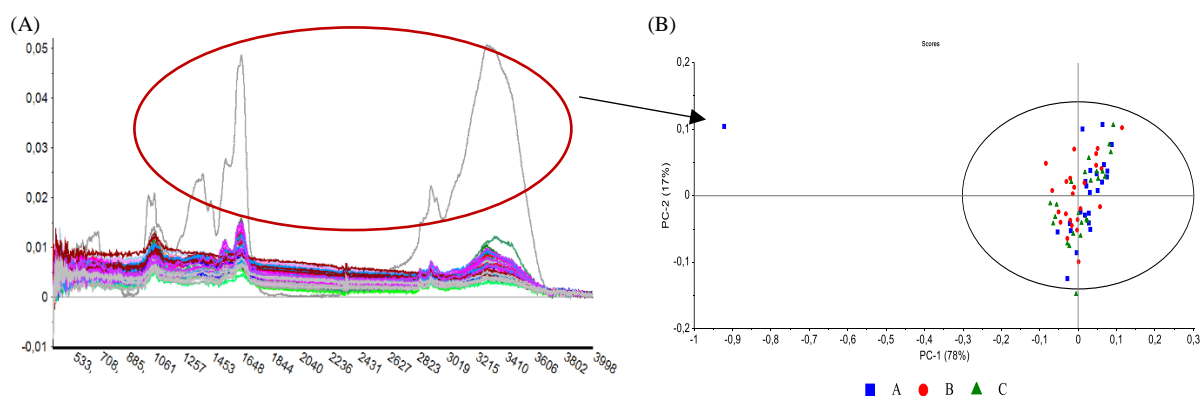 (A)
0,05
0,04
0,03
0,02
0,01
0
-0,01
533, 708, 885, 1061 1257 1453 1648 1844 2040 2236 2431 2627 2823 3019 3215 3410 3606 3802 3998
(B)
Scores
0,2
0,1
0
-0,1
-0,2
PC-2 (17%)
-1 -0,9 -0,8 -0,7 -0,6 -0,5 -0,4 -0,3 -0,2 -0,1 0 0,1 0,2 0,3
PC-1 (78%)
A B C